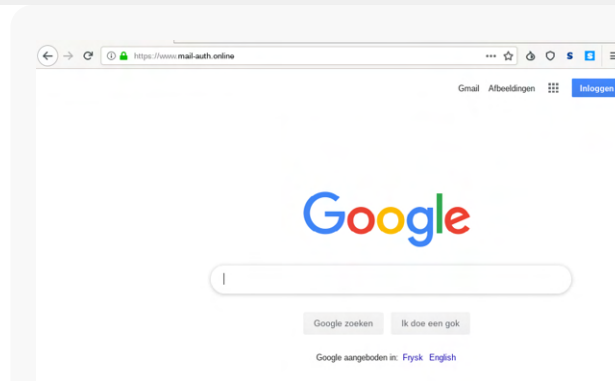 https://www.mail-auth.online
Gmail Afbeeldingen Inloggen
Google
Google zoeken Ik doe een gok
Google aangeboden in: Frysk English